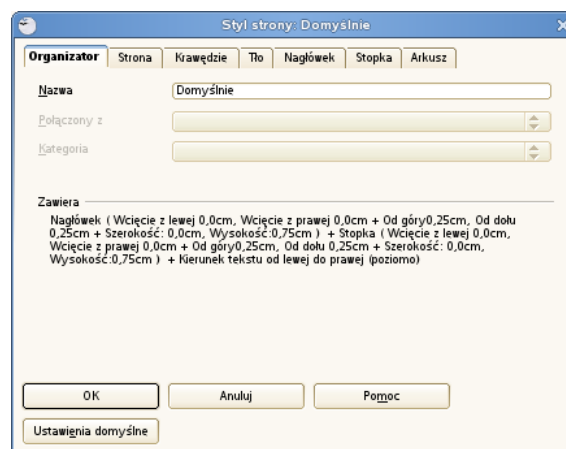 Styl strony: Domyslnie
Organizator Strona Krawędzie Tło Nagłówek Stopka Arkusz
Nazwa Domyślnie
Połączony z
Kategoria
Zawiera
Nagłówek ( Wcięcie z lewej 0,0cm, Wcięcie z prawej 0,0cm + Od góry0,25cm, Od dołu
0,25cm + Szerokość: 0,0cm, Wysokość:0,75cm ) + Stopka ( Wcięcie z lewej 0,0cm,
Wcięcie z prawej 0,0cm + Od góry0,25cm, Od dołu 0,25cm + Szerokość: 0,0cm,
Wysokość:0,75cm ) + Kierunek tekstu od lewej do prawej (poziomo)
OK Anuluj Pomoc
Ustawienia domyślne